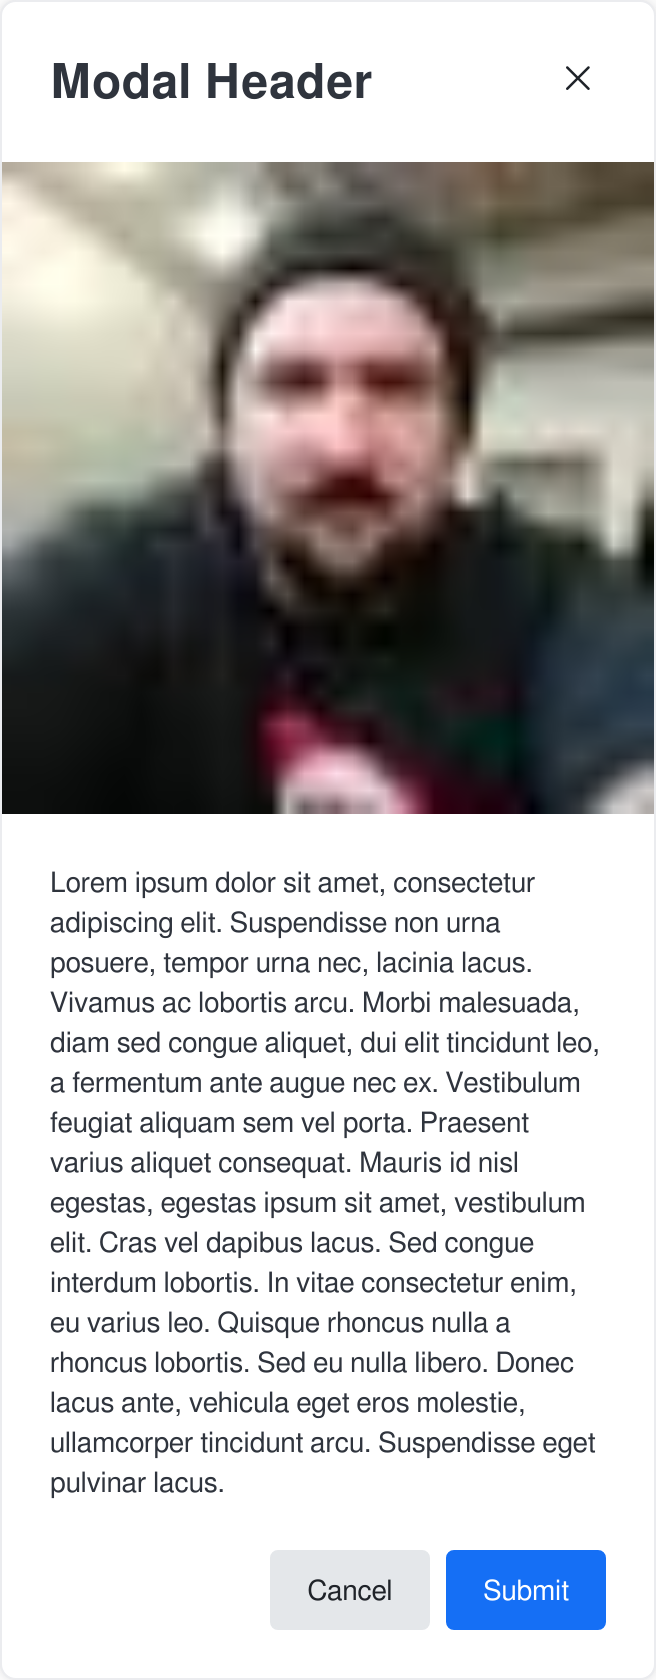 Modal Header
Lorem ipsum dolor sit amet, consectetur
adipiscing elit. Suspendisse non urna
posuere, tempor urna nec, lacinia lacus.
Vivamus ac lobortis arcu. Morbi malesuada,
diam sed congue aliquet, dui elit tincidunt leo,
a fermentum ante augue nec ex. Vestibulum
feugiat aliquam sem vel porta. Praesent
varius aliquet consequat. Mauris id nisl
egestas, egestas ipsum sit amet, vestibulum
elit. Cras vel dapibus lacus. Sed congue
interdum lobortis. In vitae consectetur enim,
eu varius leo. Quisque rhoncus nulla a
rhoncus lobortis. Sed eu nulla libero. Donec
lacus ante, vehicula eget eros molestie,
ullamcorper tincidunt arcu. Suspendisse eget
pulvinar lacus.
Cancel Submit